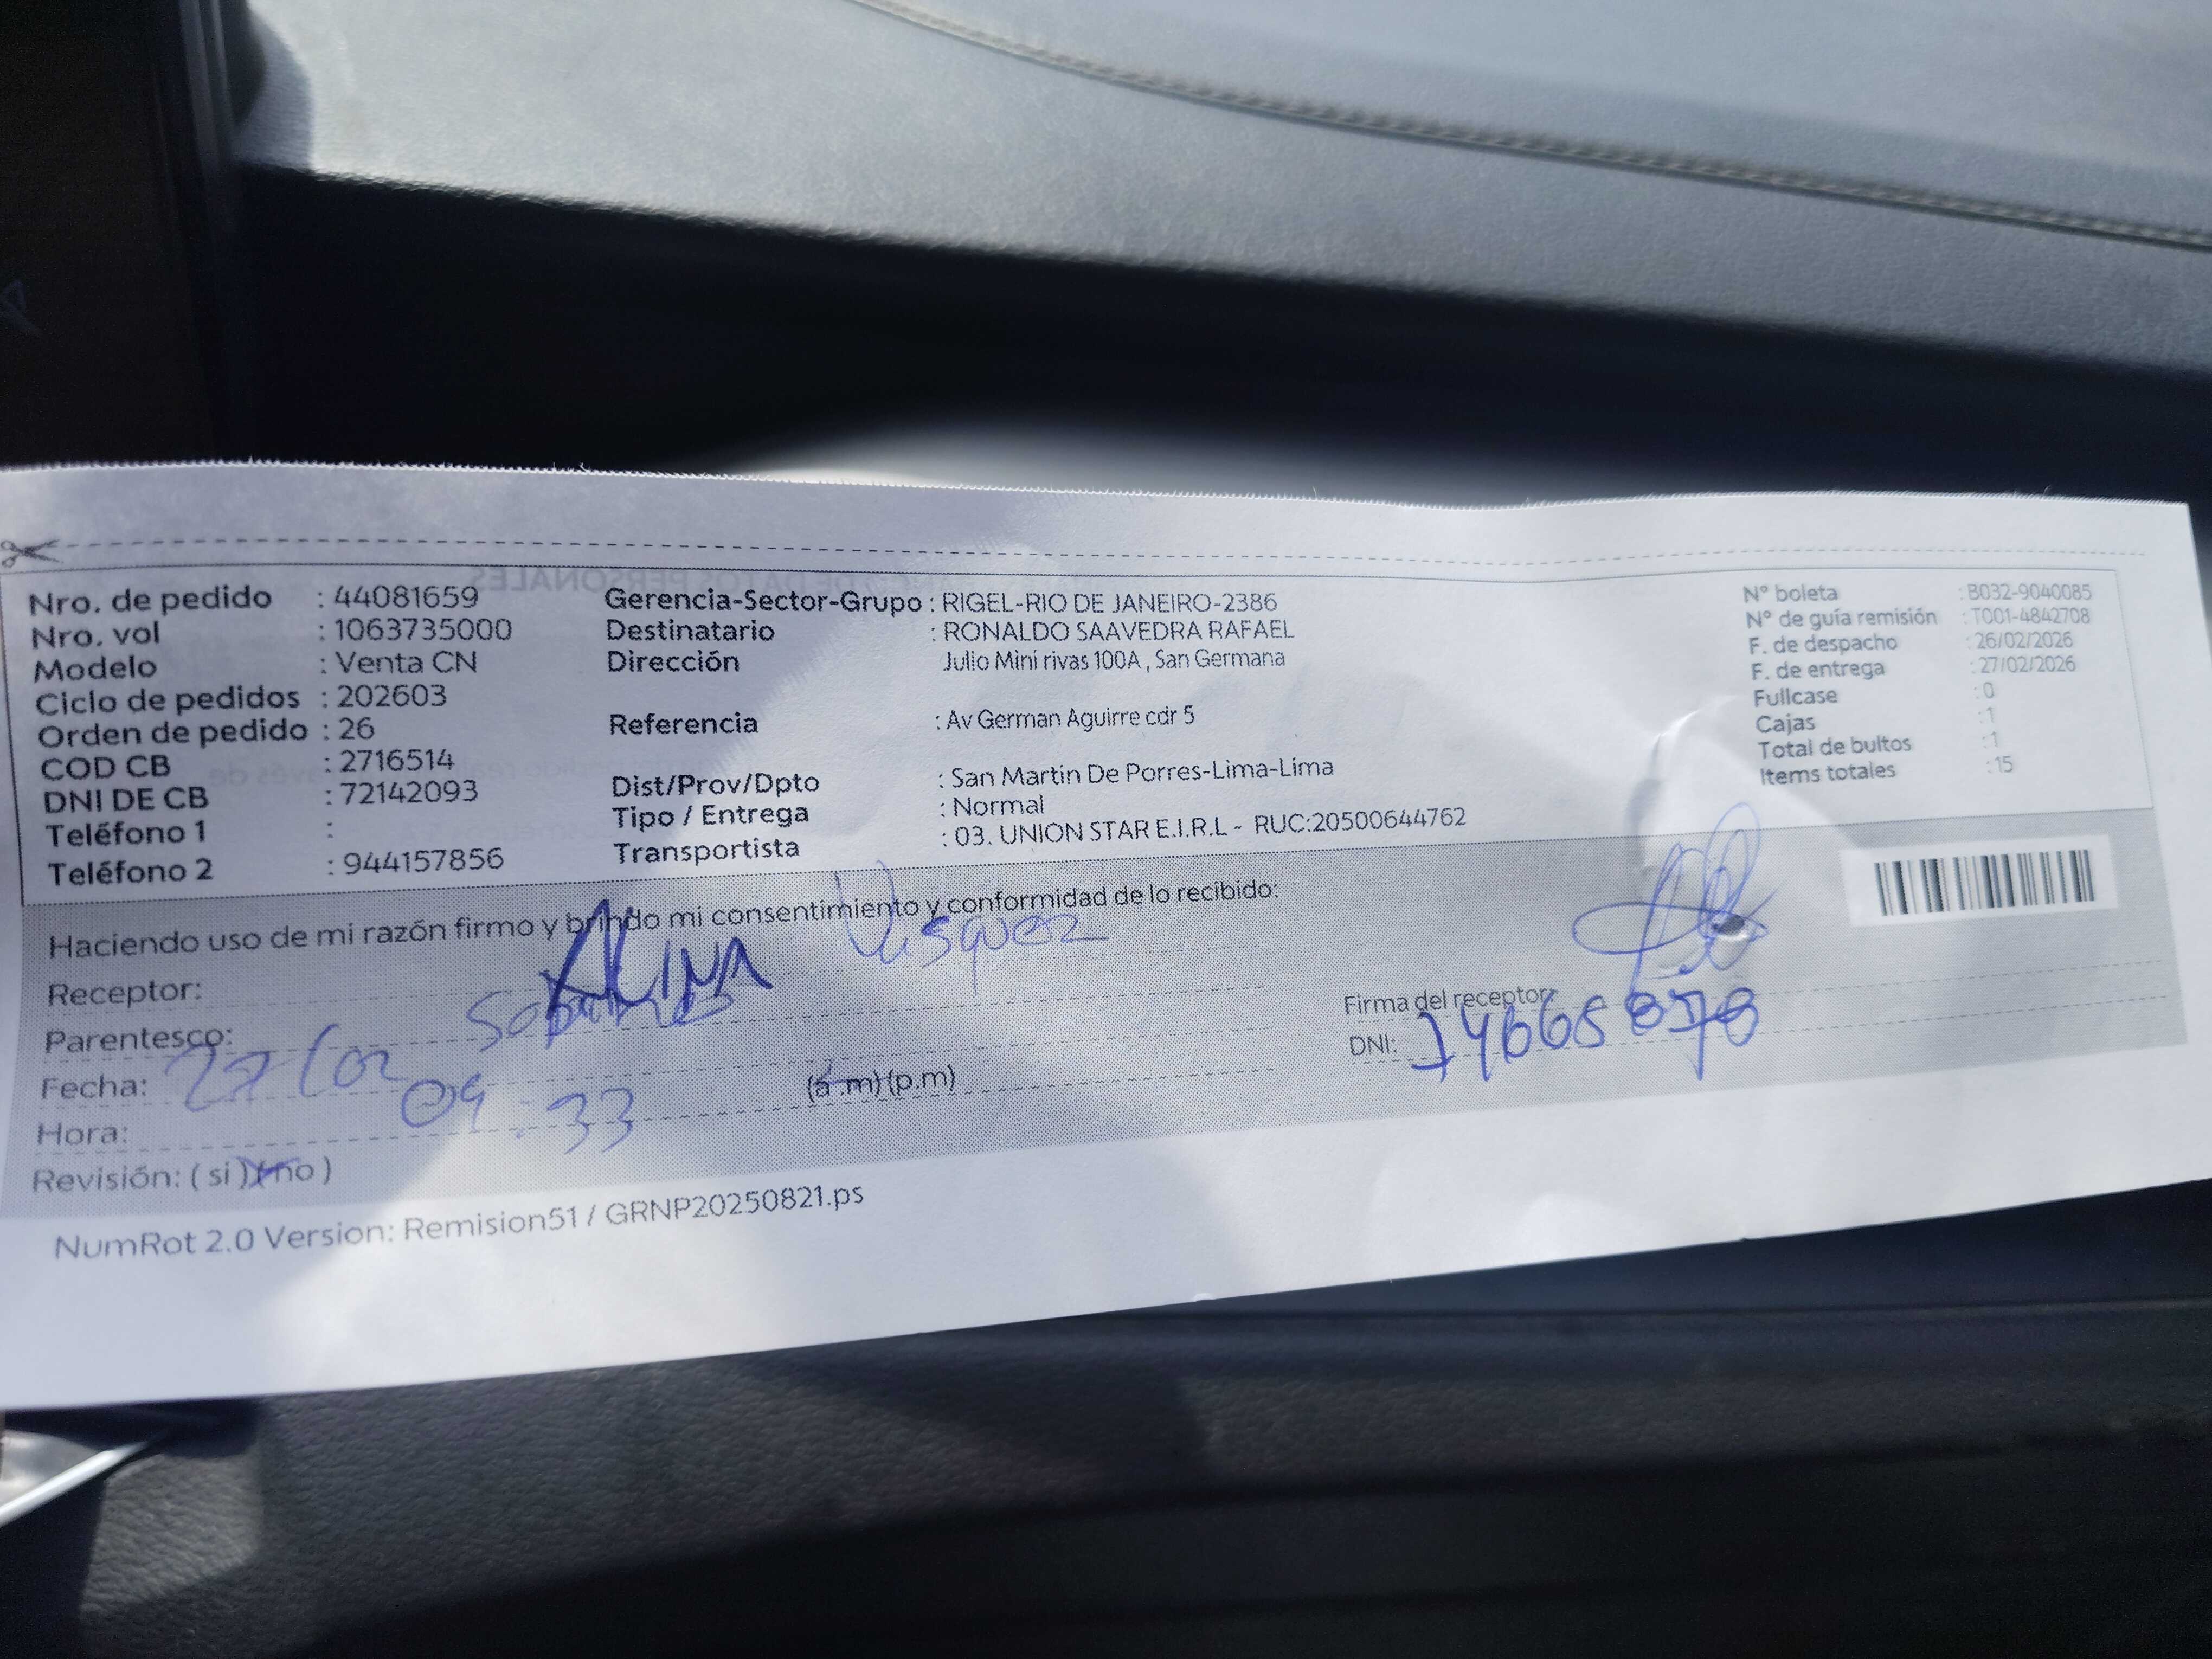 Nro. de pedido : 44081659
Nro. vol : 1063735000
Modelo : Venta CN
Ciclo de pedidos : 202603
Orden de pedido : 26
COD CB : 2716514
DNI DE CB : 72142093
Teléfono 1 :
Teléfono 2 : 944157856
Gerencia-Sector-Grupo : RIGEL-RIO DE JANEIRO-2386
Destinatario : RONALDO SAAVEDRA RAFAEL
Dirección Julio Mini rivas 100A , San Germana
Referencia : Av German Aguirre cdr 5
Dist/Prov/Dpto : San Martin De Porres-Lima-Lima
Tipo / Entrega : Normal
Transportista : 03. UNION STAR E.I.R.L - RUC:20500644762
N° boleta : B032-9040085
N° de guía remisión : T001-4842708
F. de despacho : 26/02/2026
F. de entrega : 27/02/2026
Fullcase : 0
Cajas : 1
Total de bultos : 1
Items totales : 15
Haciendo uso de mi razón firmo y brindo mi consentimiento y conformidad de lo recibido:
Receptor: Vasquez
Parentesco:
Fecha: 27/02
Hora: 09:33 (a.m) (p.m)
Revisión: ( si ) ( no )
Firma del receptor:
DNI:
NumRot 2.0 Version: Remision51 / GRNP20250821.ps